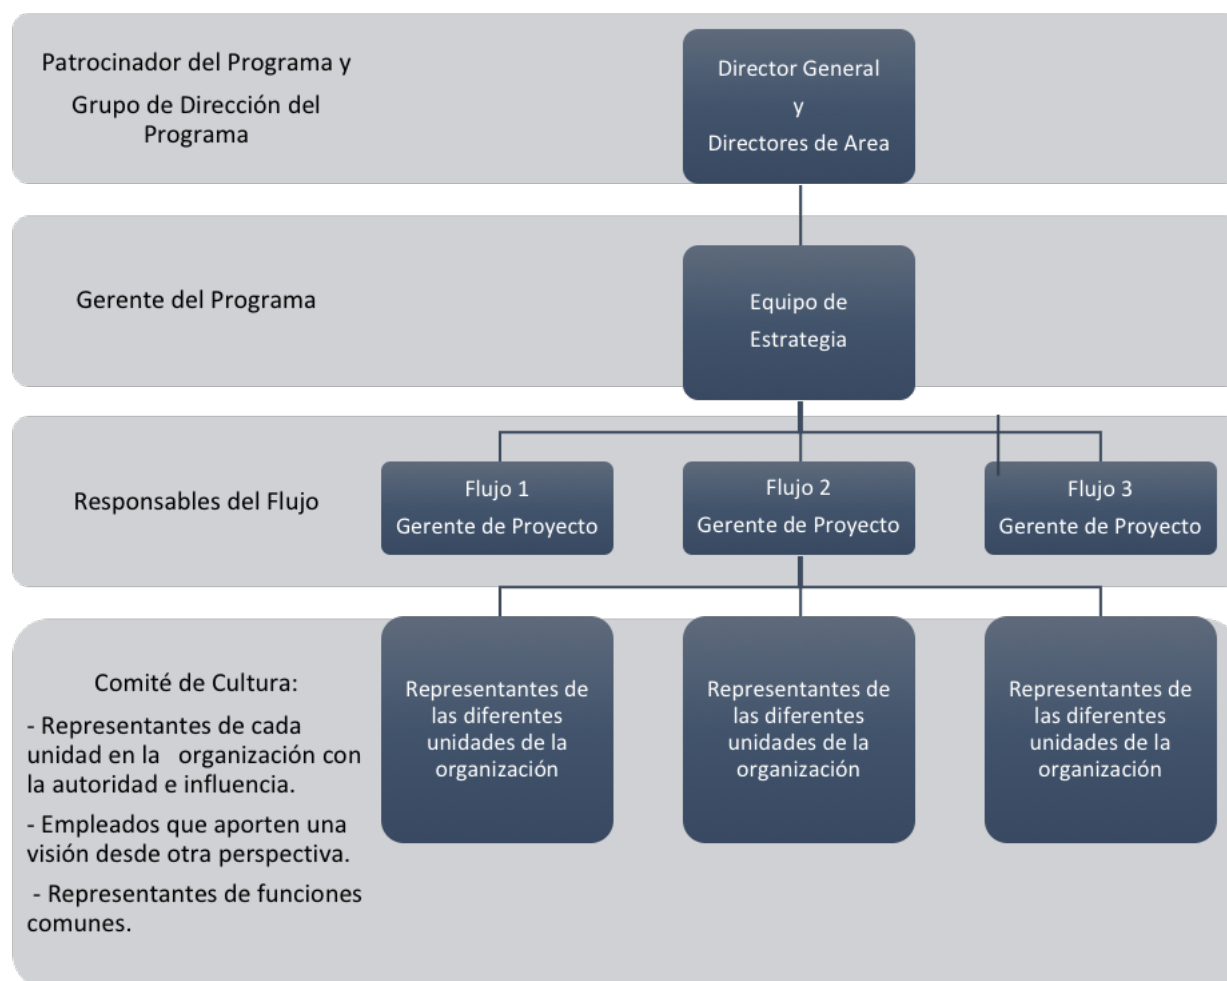 Patrocinador del Programa y
Grupo de Dirección del
Programa
Director General
y
Directores de Area
Gerente del Programa
Equipo de
Estrategia
Responsables del Flujo
Flujo 1
Gerente de Proyecto
Flujo 2
Gerente de Proyecto
Flujo 3
Gerente de Proyecto
Comité de Cultura:
- Representantes de cada
unidad en la organización con
la autoridad e influencia.
- Empleados que aporten una
visión desde otra perspectiva.
- Representantes de funciones
comunes.
Representantes de
las diferentes
unidades de la
organización
Representantes de
las diferentes
unidades de la
organización
Representantes de
las diferentes
unidades de la
organización